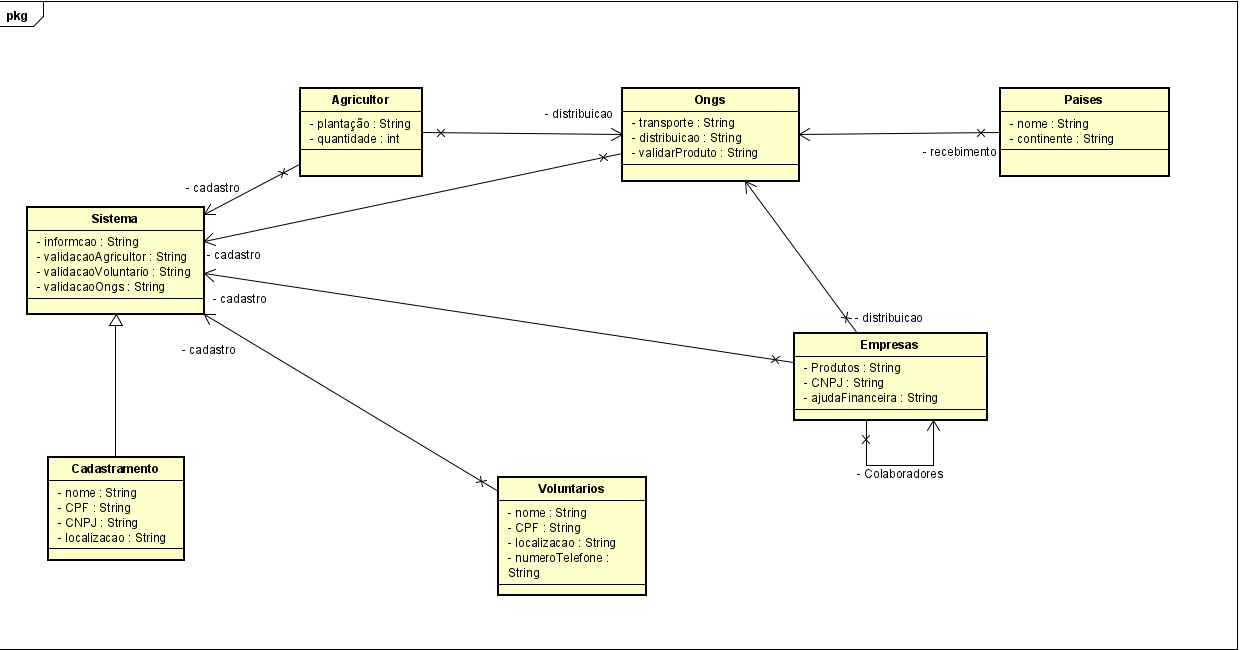 pkg
Agricultor
- plantação : String
- quantidade : int
- distribuicao
Ongs
- transporte : String
- distribuicao : String
- validarProduto : String
Paises
- nome : String
- continente : String
- recebimento
- cadastro
Sistema
- informcao : String
- validacaoAgricultor : String
- validacaoVoluntario : String
- validacaoOngs : String
- cadastro
- cadastro
- cadastro
- distribuicao
Empresas
- Produtos : String
- CNPJ : String
- ajudaFinanceira : String
- Colaboradores
Cadastramento
- nome : String
- CPF : String
- CNPJ : String
- localizacao : String
Voluntarios
- nome : String
- CPF : String
- localizacao : String
- numeroTelefone :
String